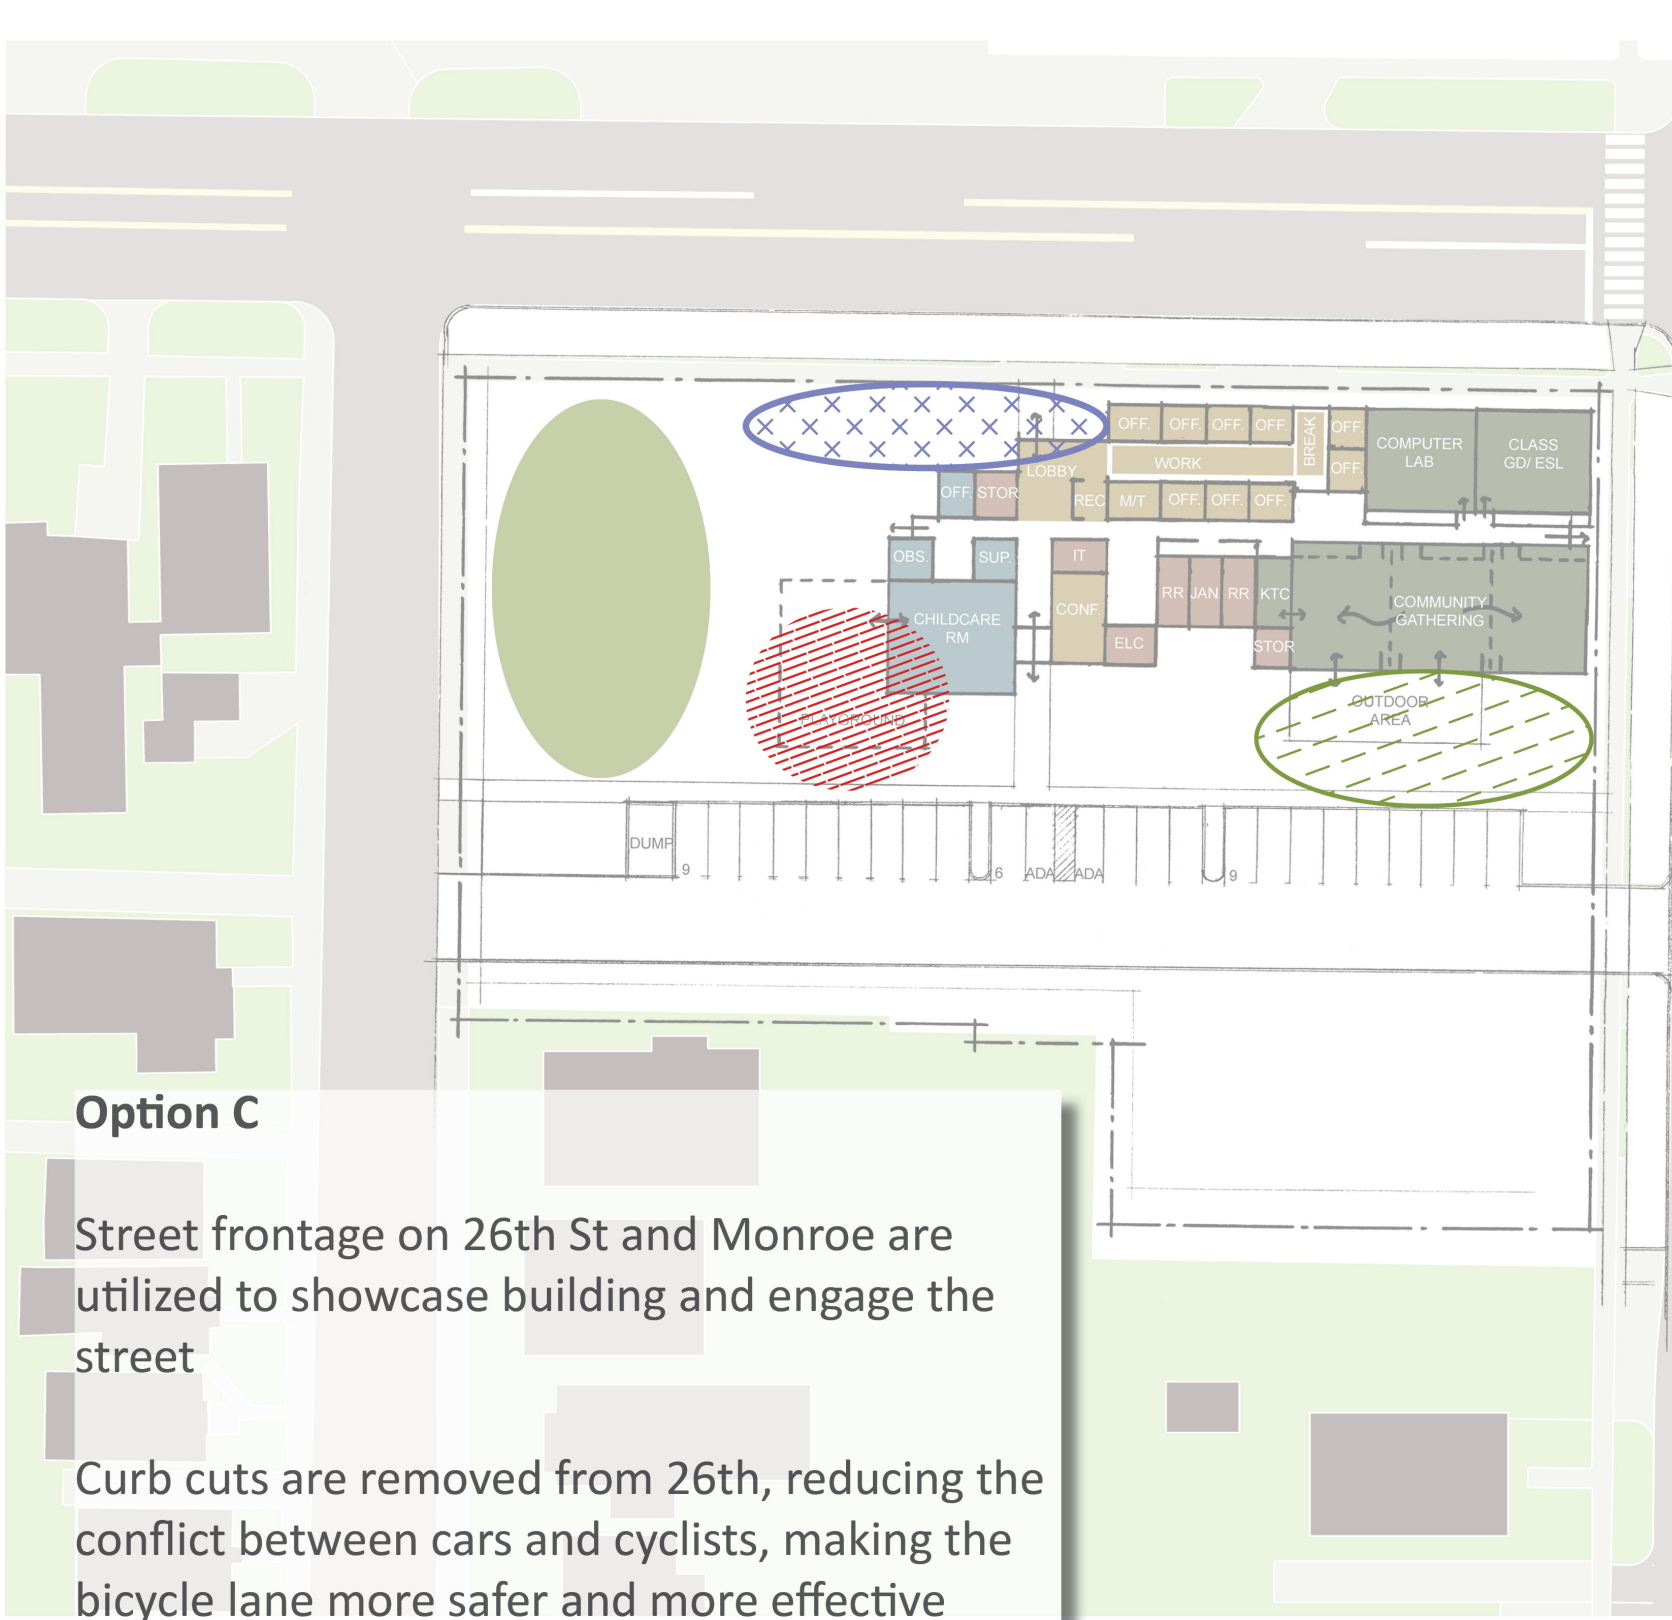 OFF. OFF. OFF. OFF. BREAK OFF. COMPUTER LAB CLASS GD/ ESL
LOBBY WORK OFF.
OFF. STOR REC M/T OFF. OFF. OFF.
OBS. SUP. IT
RR JAN RR KTC
CHILDCARE RM CONF. COMMUNITY GATHERING
ELC STOR
PLAYGROUND OUTDOOR AREA
DUMP 9 6 ADA ADA 9
Option C
Street frontage on 26th St and Monroe are
utilized to showcase building and engage the
street
Curb cuts are removed from 26th, reducing the
conflict between cars and cyclists, making the
bicycle lane more safer and more effective